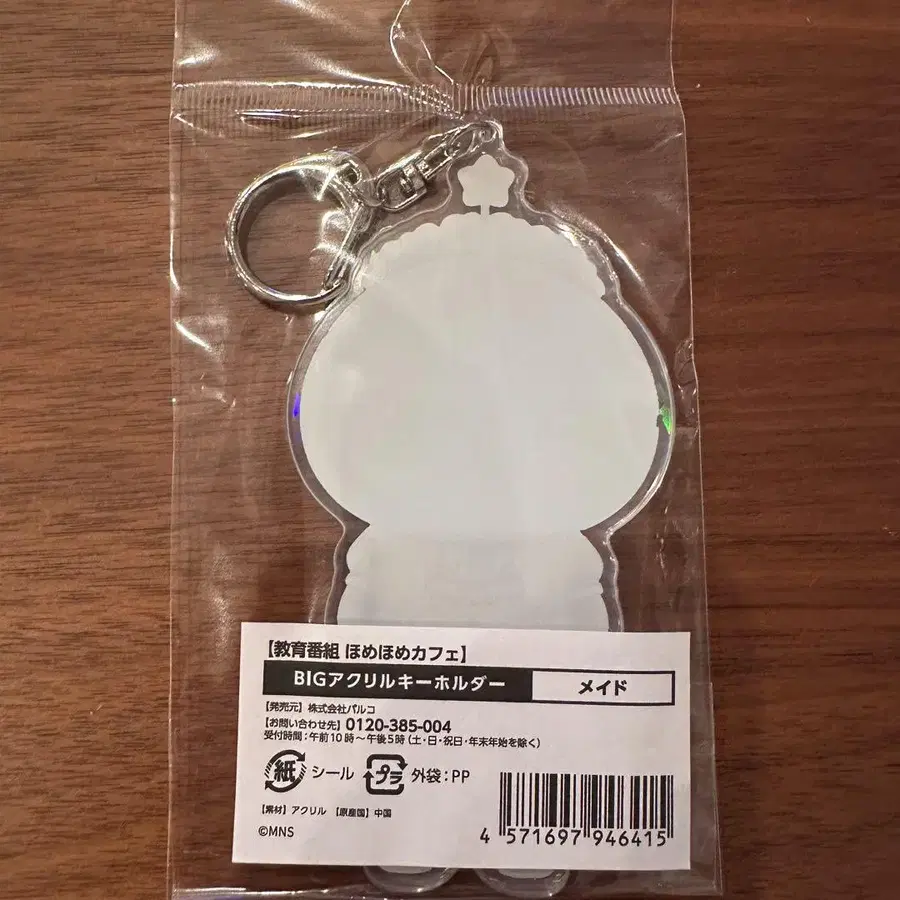 【教育番組 ほめほめカフェ】
BIGアクリルキーホルダー メイド
【発売元】株式会社パルコ
【お問い合わせ先】0120-385-004
受付時間：午前10時～午後5時（土・日・祝日・年末年始を除く）
紙 シール プラ 外袋：PP
【素材】アクリル 【原産国】中国
©MNS
4 571697 946415